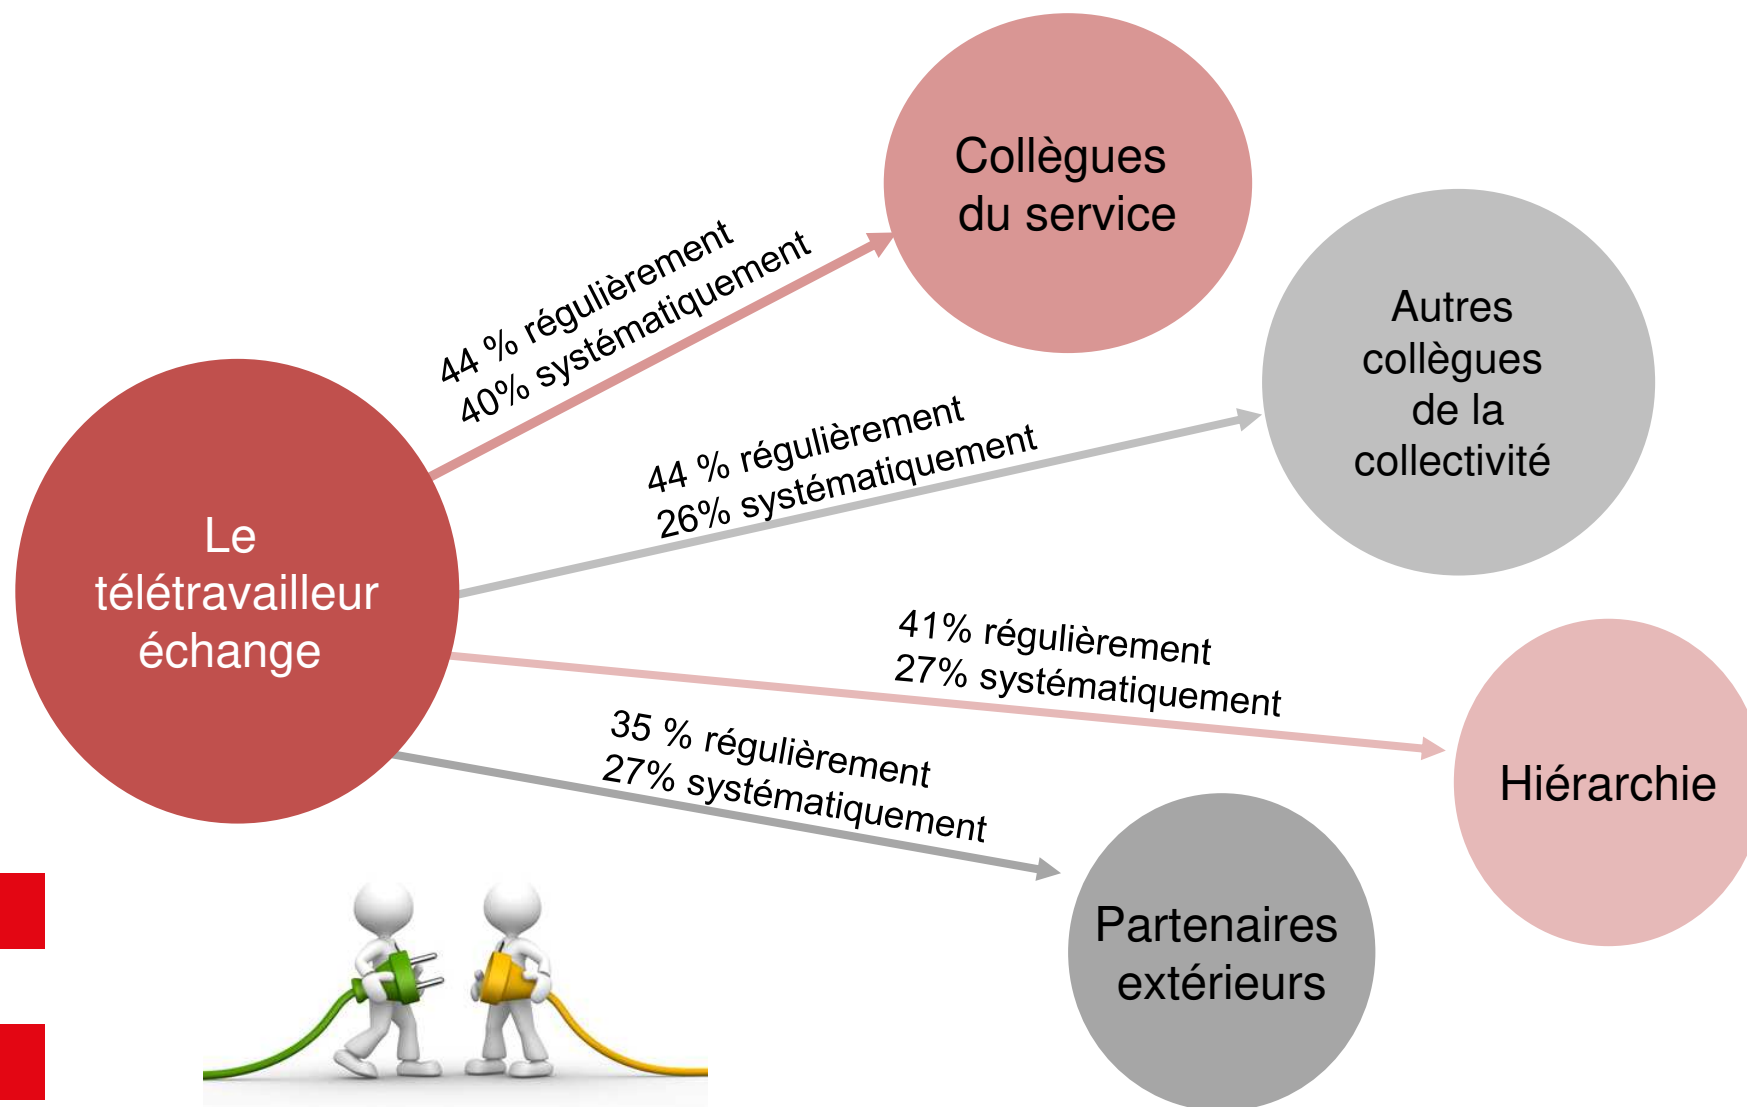 Collègues
du service
44 % régulièrement
40% systématiquement
Autres
collègues
de la
collectivité
44 % régulièrement
26% systématiquement
Le
télétravailleur
échange
41% régulièrement
27% systématiquement
Hiérarchie
35 % régulièrement
27% systématiquement
Partenaires
extérieurs